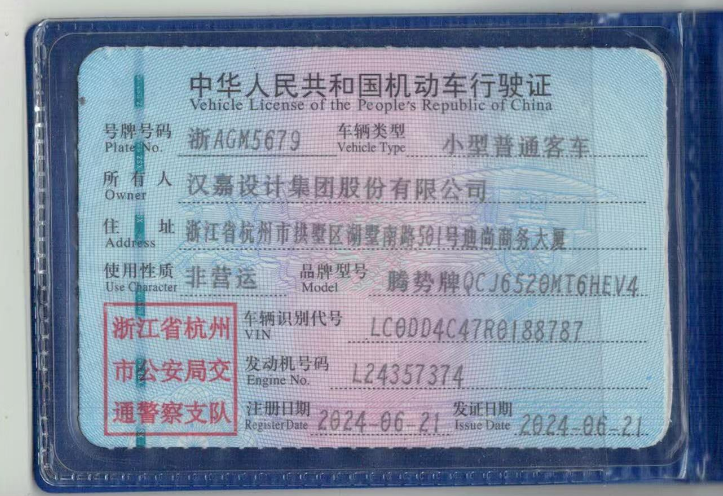 中华人民共和国机动车行驶证
Vehicle License of the People's Republic of China
号牌号码 浙AGM5679 车辆类型 小型普通客车
Plate No. Vehicle Type
所有人 汉嘉设计集团股份有限公司
Owner
住址 浙江省杭州市拱墅区湖墅南路501号迪尚商务大厦
Address
使用性质 非营运 品牌型号 腾势牌QCJ6520MT6HEV4
Use Character Model
浙江省杭州 车辆识别代号 LC0DD4C47R0188787
VIN
市公安局交 发动机号码 L24357374
Engine No.
通警察支队 注册日期 2024-06-21 发证日期 2024-06-21
Register Date Issue Date